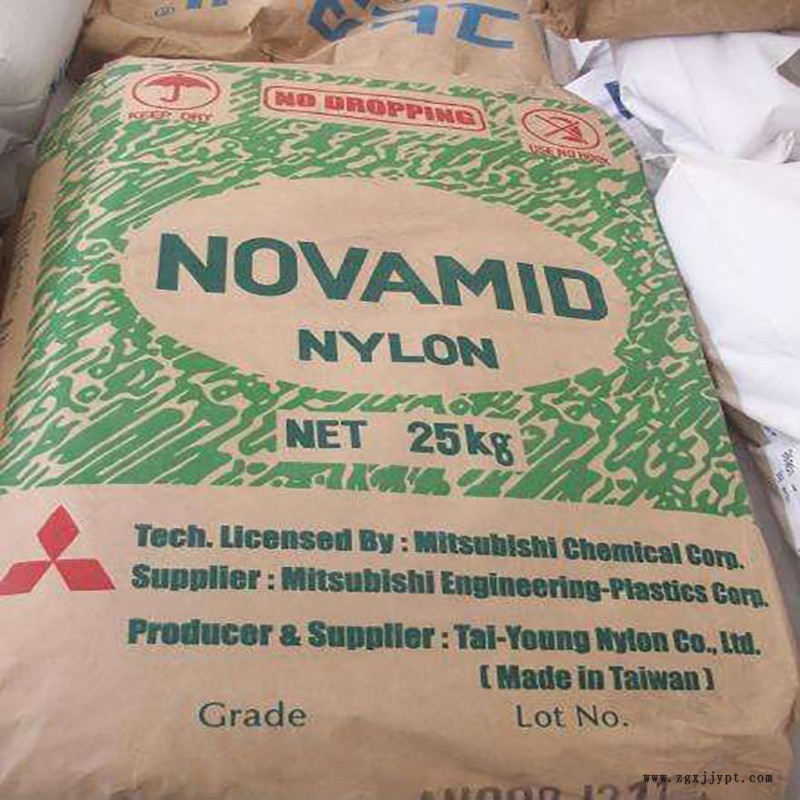 KEEP DRY
NO DROPPING
USE NO HOOK
NOVAMID
NYLON
NET 25kg
Tech. Licensed By : Mitsubishi Chemical Corp.
Supplier : Mitsubishi Engineering-Plastics Corp.
Producer & Supplier : Tai-Young Nylon Co., Ltd.
( Made in Taiwan )
Grade
Lot No.
www.zgxjjypt.com